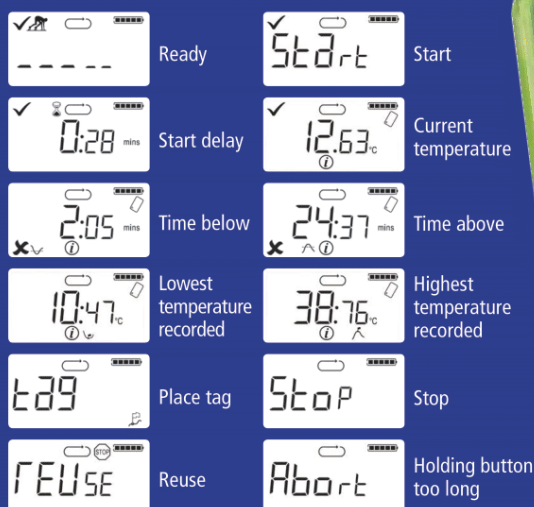 ----- Ready
Start Start
0:28 mins Start delay
12.63°C Current
temperature
2:05 mins Time below
24:37 mins Time above
10:47°C Lowest
temperature
recorded
38:76°C Highest
temperature
recorded
tag Place tag
Stop Stop
STOP
rEUSE Reuse
Abort Holding button
too long